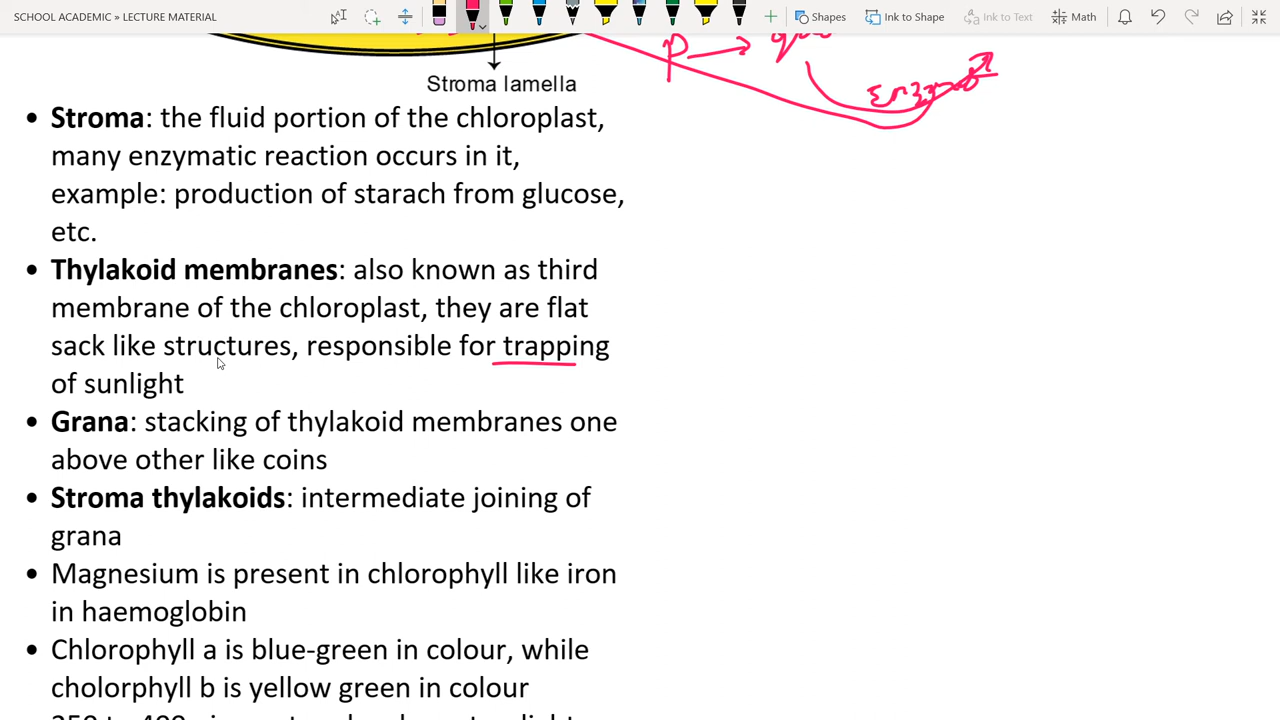 SCHOOL ACADEMIC » LECTURE MATERIAL
Shapes
Ink to Shape
Ink to Text
Math
P →
Stroma lamella
• Stroma: the fluid portion of the chloroplast,
many enzymatic reaction occurs in it,
example: production of starach from glucose,
etc.
• Thylakoid membranes: also known as third
membrane of the chloroplast, they are flat
sack like structures, responsible for trapping
of sunlight
• Grana: stacking of thylakoid membranes one
above other like coins
• Stroma thylakoids: intermediate joining of
grana
• Magnesium is present in chlorophyll like iron
in haemoglobin
• Chlorophyll a is blue-green in colour, while
cholorphyll b is yellow green in colour